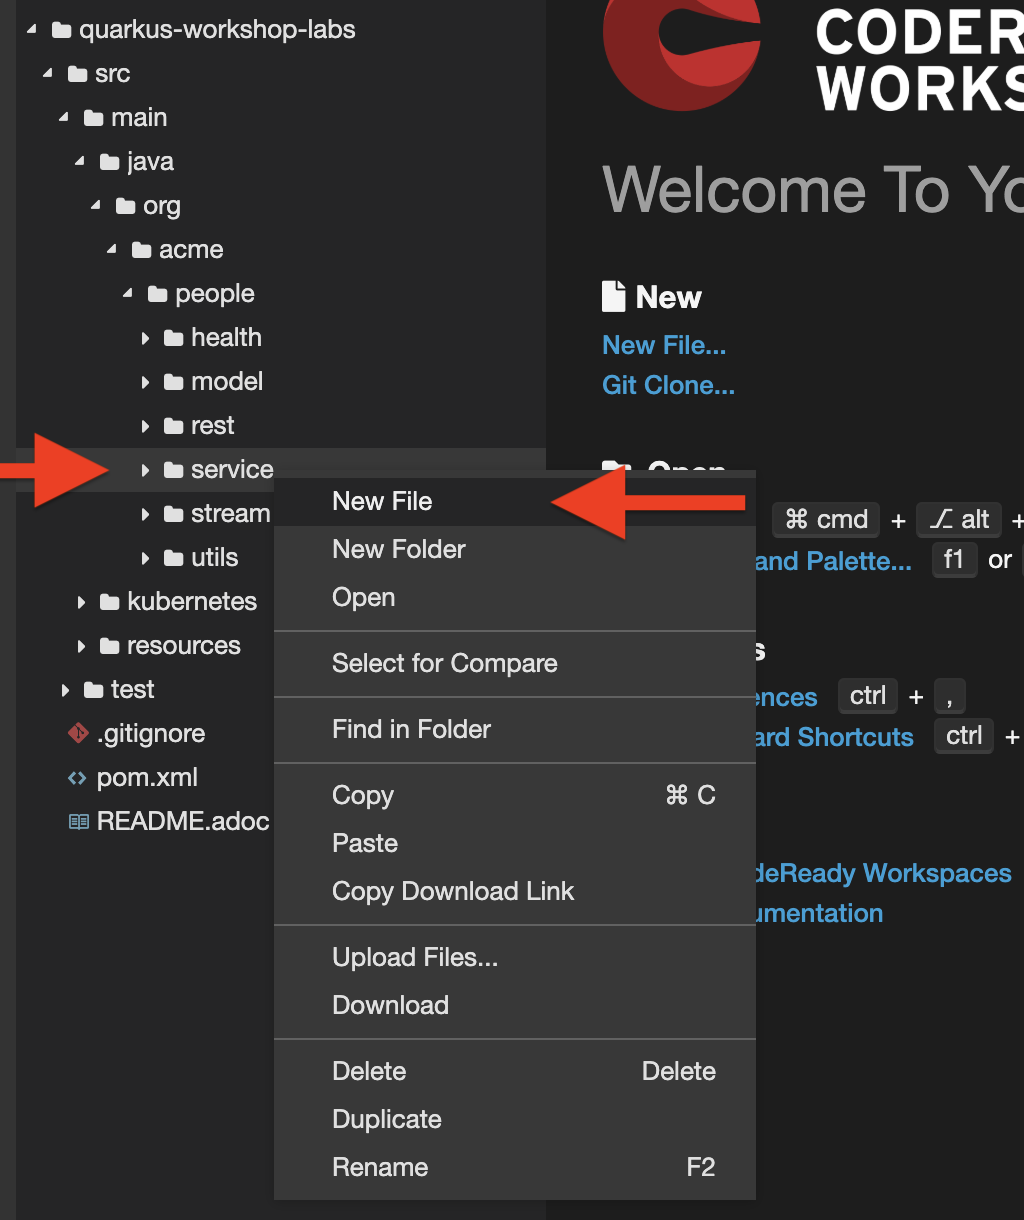 quarkus-workshop-labs
src
main
java
org
acme
people
health
model
rest
service
stream
utils
kubernetes
resources
test
.gitignore
pom.xml
README.adoc
New File
New Folder
Open
Select for Compare
Find in Folder
Copy ⌘ C
Paste
Copy Download Link
Upload Files...
Download
Delete Delete
Duplicate
Rename F2
CODER
WORKS
Welcome To Yo
New
New File...
Git Clone...
Open
⌘ cmd + ⌥ alt +
and Palette... f1 or
s
ences ctrl + ,
ard Shortcuts ctrl +
deReady Workspaces
umentation